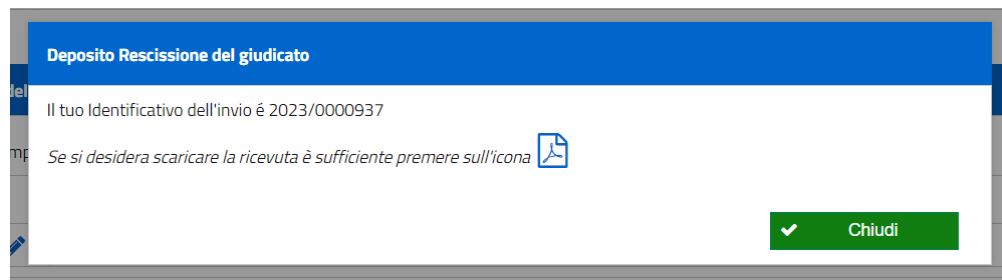 Deposito Rescissione del giudicato
del
Il tuo Identificativo dell'invio é 2023/0000937
Se si desidera scaricare la ricevuta è sufficiente premere sull'icona
Chiudi